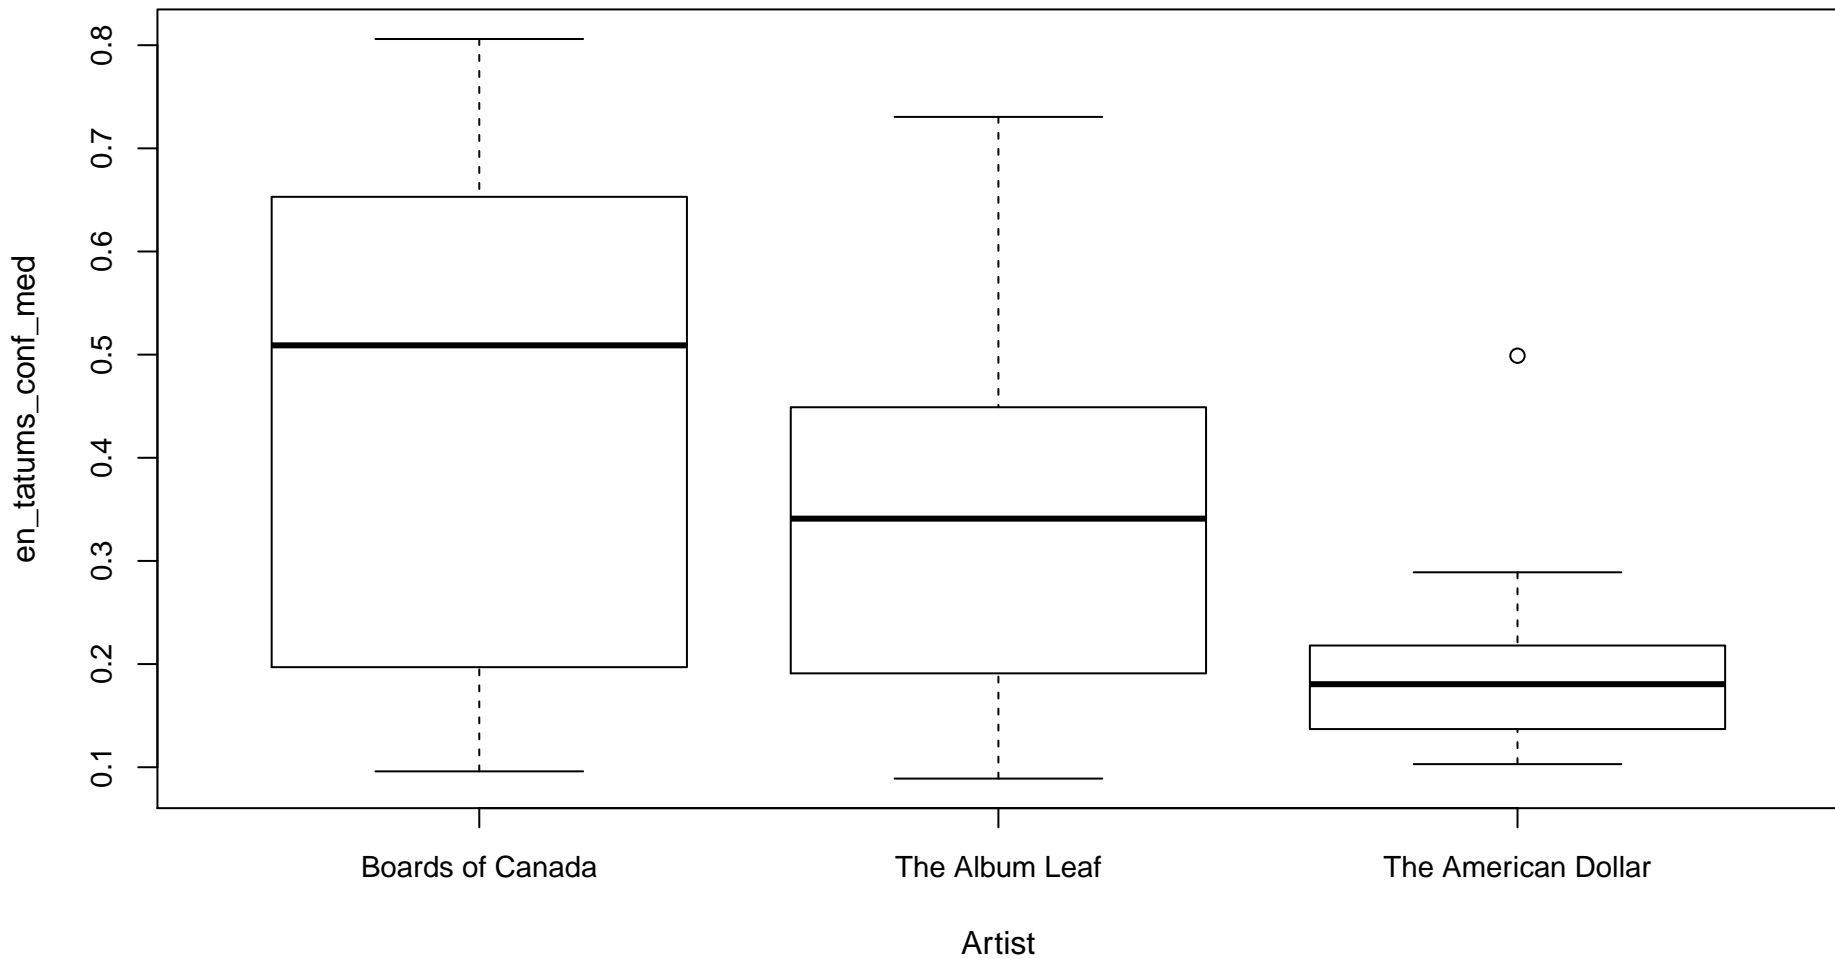 en_tatums_conf_med
0.8
0.7
0.6
0.5
0.4
0.3
0.2
0.1
Boards of Canada
The Album Leaf
The American Dollar
Artist